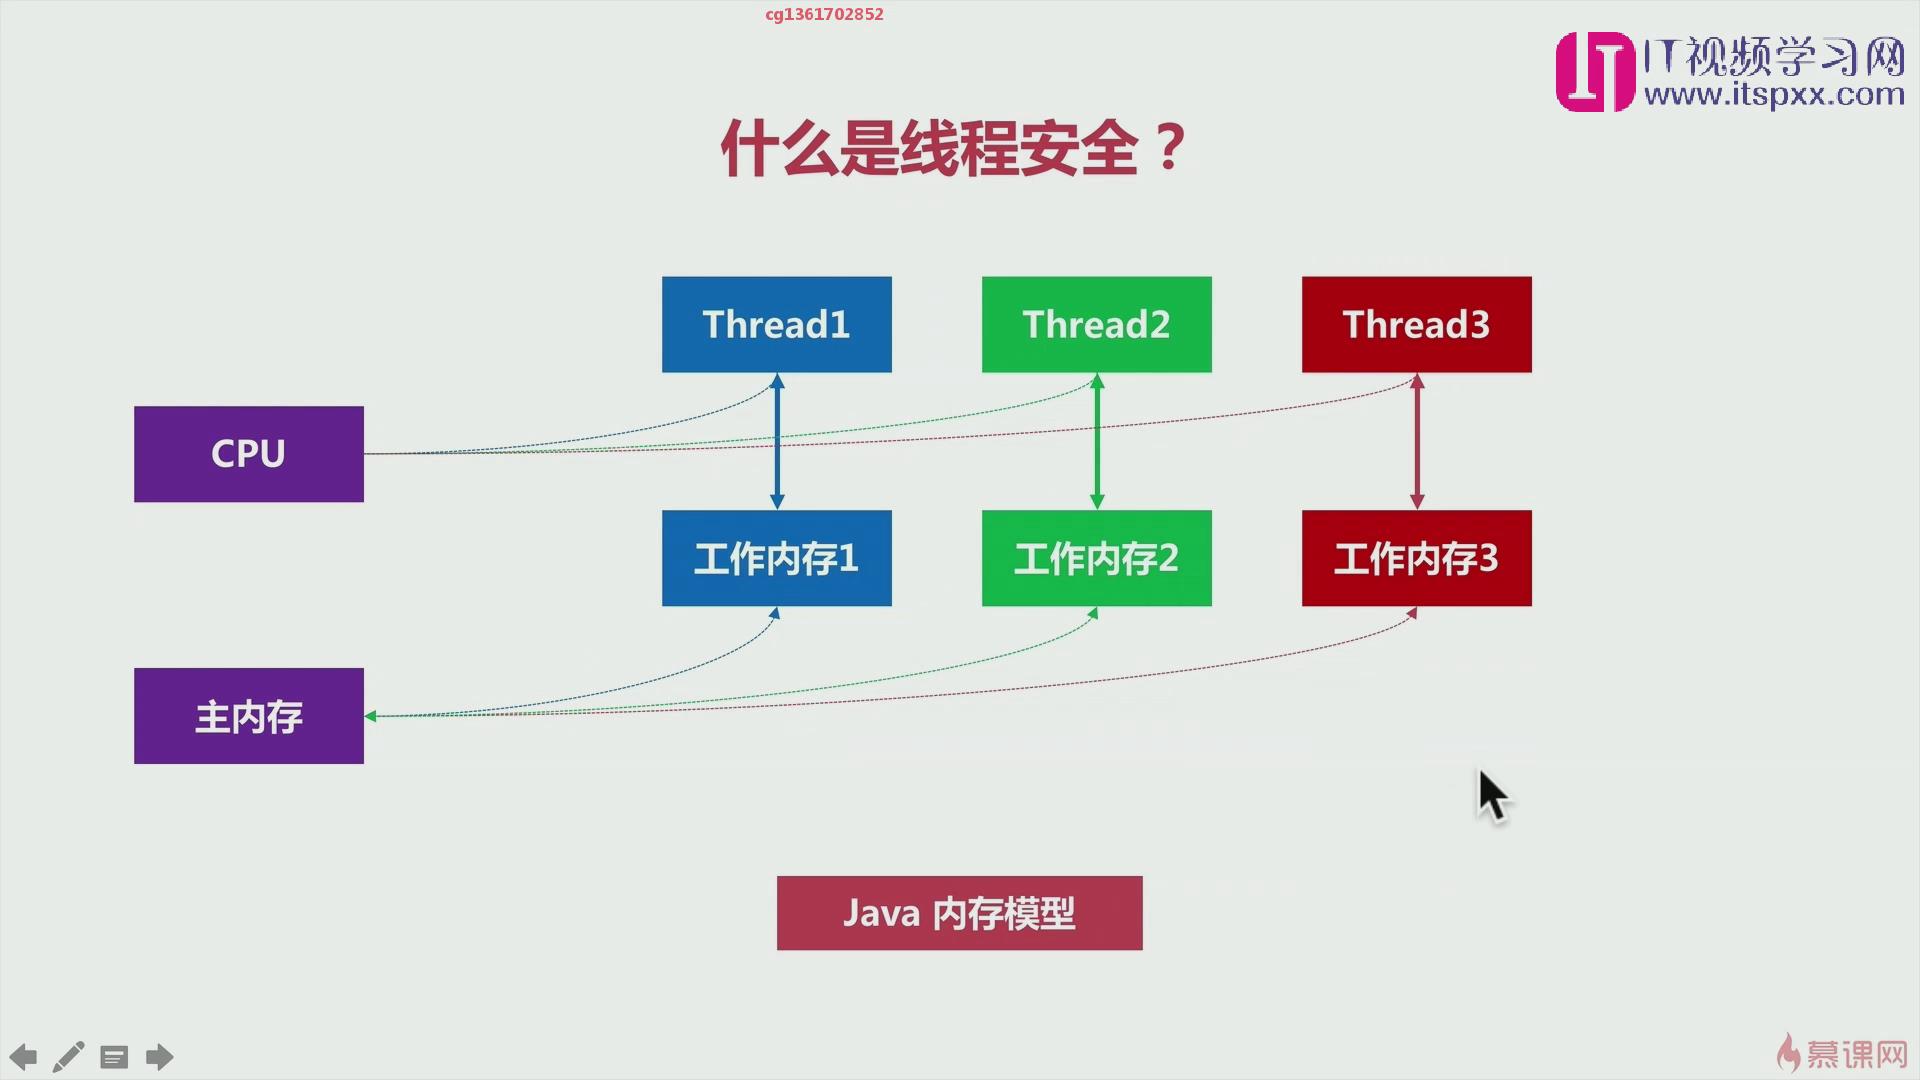 cg1361702852
IT视频学习网
www.itspxx.com
什么是线程安全？
Thread1
Thread2
Thread3
CPU
工作内存1
工作内存2
工作内存3
主内存
Java 内存模型
慕课网